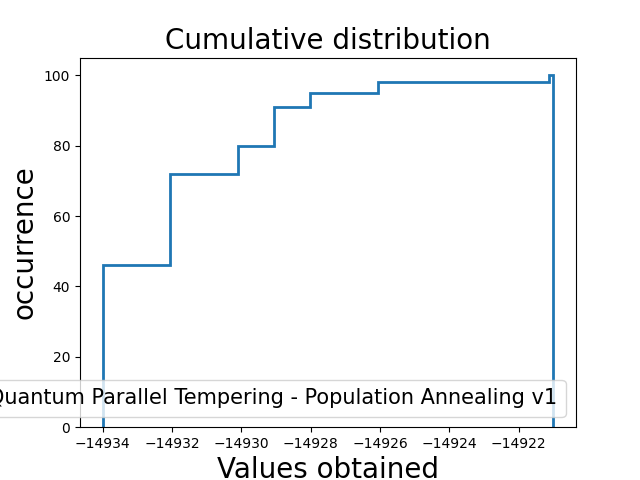 Cumulative distribution
occurrence
100
80
60
40
20
0
Quantum Parallel Tempering - Population Annealing v1
−14934 −14932 −14930 −14928 −14926 −14924 −14922
Values obtained